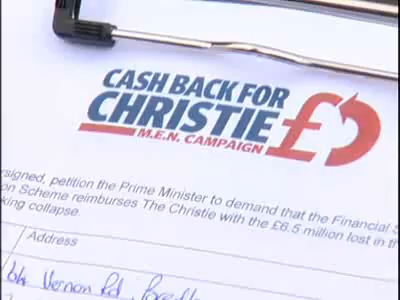 CASH BACK FOR
CHRISTIE £
M.E.N. CAMPAIGN
signed, petition the Prime Minister to demand that the Financial S
on Scheme reimburses The Christie with the £6.5 million lost in th
king collapse.
Address
Vernon Rd,